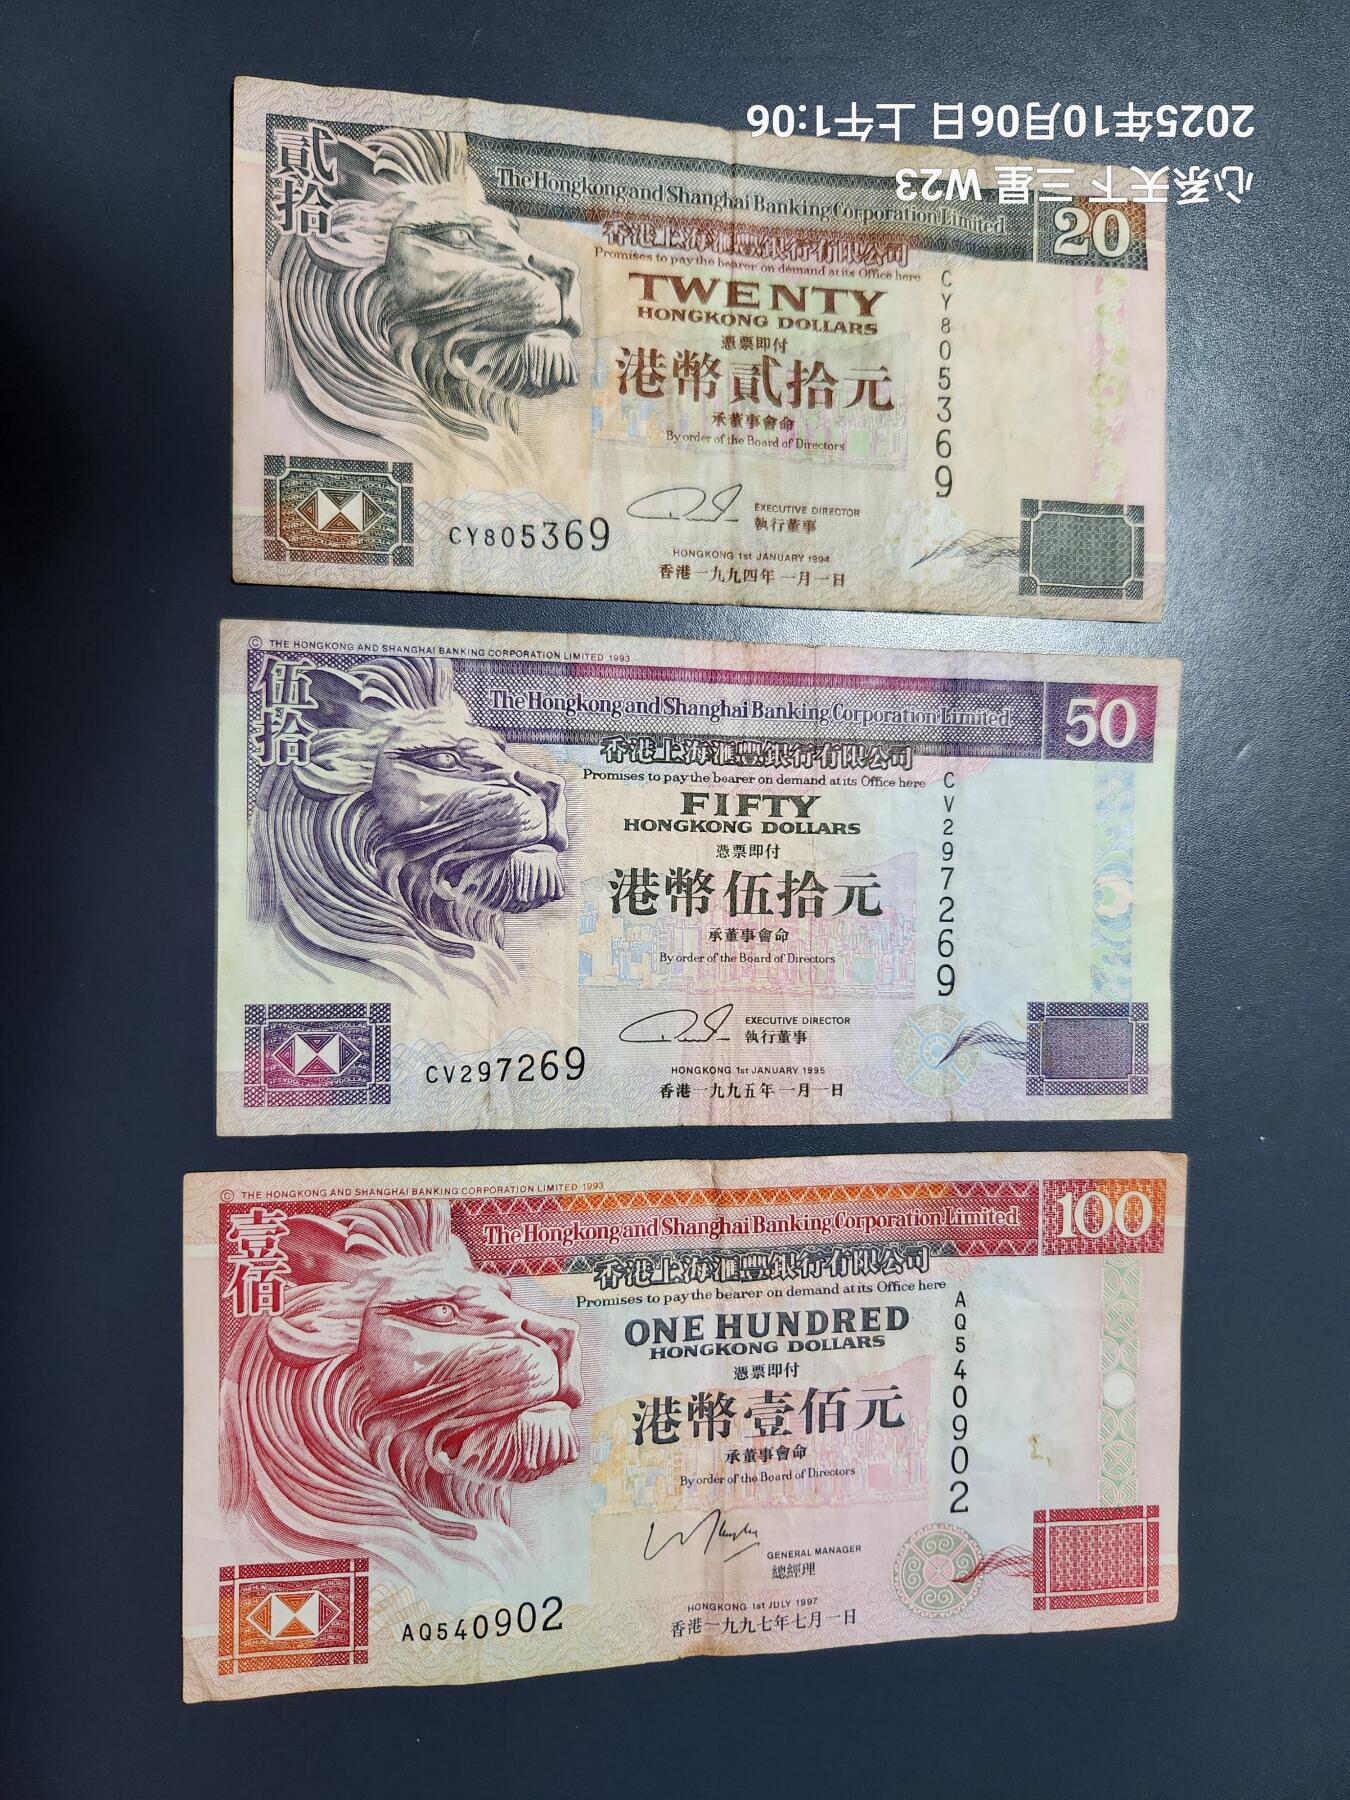 2025年10月06日 上午1:06
心系天下 三星 W23
貳拾
The Hongkong and Shanghai Banking Corporation Limited
20
香港上海滙豐銀行有限公司
Promises to pay the bearer on demand at its Office here
TWENTY
HONGKONG DOLLARS
憑票即付
港幣貳拾元
承董事會命
By order of the Board of Directors
CY805369
EXECUTIVE DIRECTOR
執行董事
CY805369
HONGKONG 1st JANUARY 1994
香港一九九四年一月一日
© THE HONGKONG AND SHANGHAI BANKING CORPORATION LIMITED 1993
伍拾
The Hongkong and Shanghai Banking Corporation Limited
50
香港上海滙豐銀行有限公司
Promises to pay the bearer on demand at its Office here
FIFTY
HONGKONG DOLLARS
憑票即付
港幣伍拾元
承董事會命
By order of the Board of Directors
CV297269
EXECUTIVE DIRECTOR
執行董事
CV297269
HONGKONG 1st JANUARY 1995
香港一九九五年一月一日
© THE HONGKONG AND SHANGHAI BANKING CORPORATION LIMITED 1993
壹佰
The Hongkong and Shanghai Banking Corporation Limited
100
香港上海滙豐銀行有限公司
Promises to pay the bearer on demand at its Office here
ONE HUNDRED
HONGKONG DOLLARS
憑票即付
港幣壹佰元
承董事會命
By order of the Board of Directors
AQ540902
GENERAL MANAGER
總經理
AQ540902
HONGKONG 1st JULY 1997
香港一九九七年七月一日